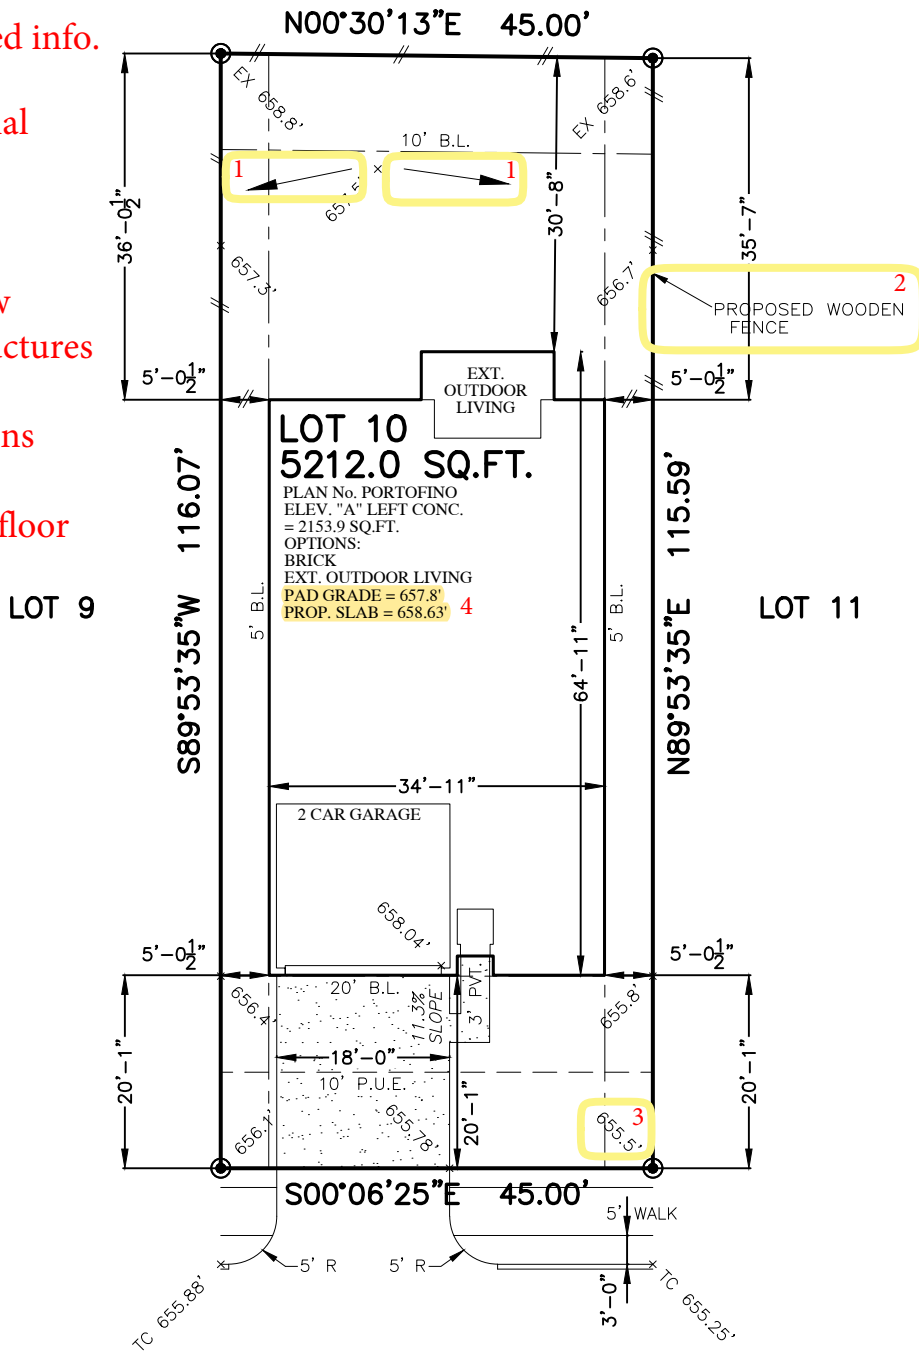 N00°30'13"E 45.00'
ed info.
EX 658.8'
EX 658.6'
10' B.L.
1
1
657.5'
36'-0½"
30'-8"
35'-7"
657.3'
656.7'
2
PROPOSED WOODEN
FENCE
5'-0½"
5'-0½"
EXT.
OUTDOOR
LIVING
LOT 10
5212.0 SQ.FT.
PLAN No. PORTOFINO
ELEV. "A" LEFT CONC.
= 2153.9 SQ.FT.
OPTIONS:
BRICK
EXT. OUTDOOR LIVING
PAD GRADE = 657.8'
PROP. SLAB = 658.63'
4
floor
LOT 9
LOT 11
S89°53'35"W 116.07'
N89°53'35"E 115.59'
5' B.L.
5' B.L.
64'-11"
34'-11"
2 CAR GARAGE
658.04'
5'-0½"
5'-0½"
20' B.L.
11.3%
SLOPE
3' PVT.
656.4'
655.8'
18'-0"
10' P.U.E.
20'-1"
20'-1"
20'-1"
656.1'
655.78'
655.5'
3
S00°06'25"E 45.00'
5' WALK
5' R
5' R
3'-0"
TC 655.88'
TC 655.25'